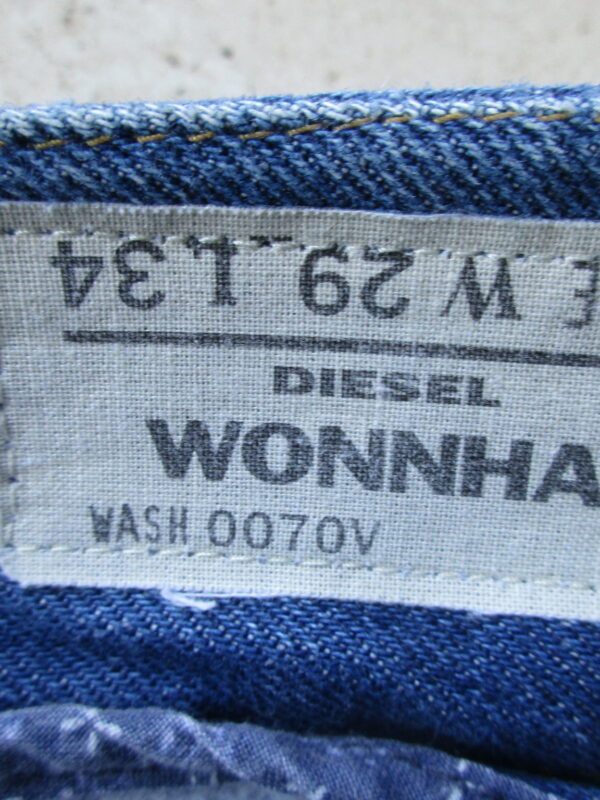 E W 29 L 34
DIESEL
WONNHA
WASH 0070V